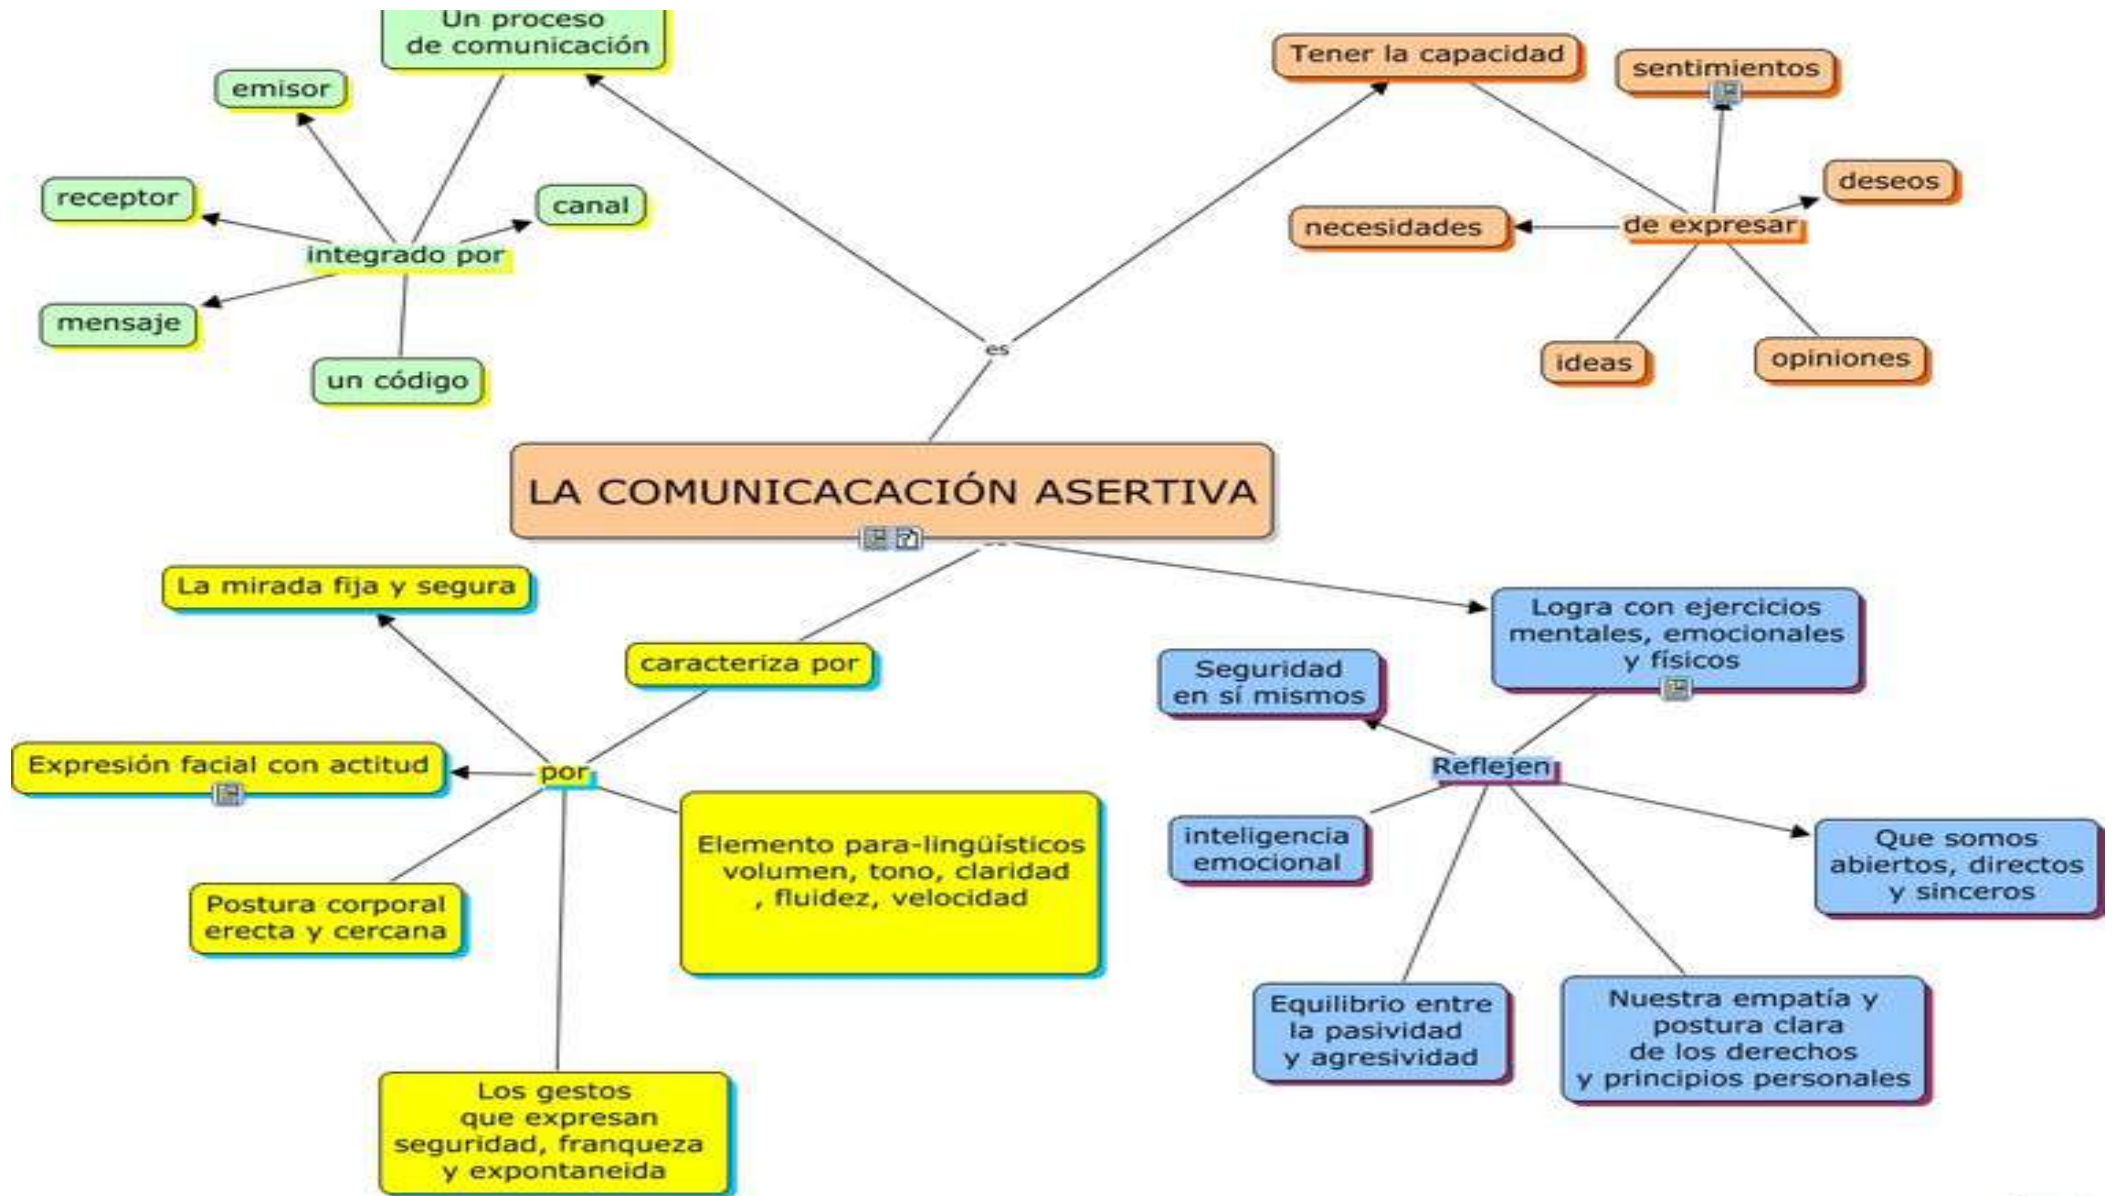 Un proceso
de comunicación
emisor
receptor
canal
integrado por
mensaje
un código
Tener la capacidad
sentimientos
deseos
necesidades
de expresar
ideas
opiniones
es
LA COMUNICACACIÓN ASERTIVA
La mirada fija y segura
caracteriza por
Expresión facial con actitud
por
Elemento para-lingüísticos
volumen, tono, claridad
, fluidez, velocidad
Postura corporal
erecta y cercana
Los gestos
que expresan
seguridad, franqueza
y expontaneida
Logra con ejercicios
mentales, emocionales
y físicos
Seguridad
en sí mismos
Reflejen
inteligencia
emocional
Que somos
abiertos, directos
y sinceros
Equilibrio entre
la pasividad
y agresividad
Nuestra empatía y
postura clara
de los derechos
y principios personales